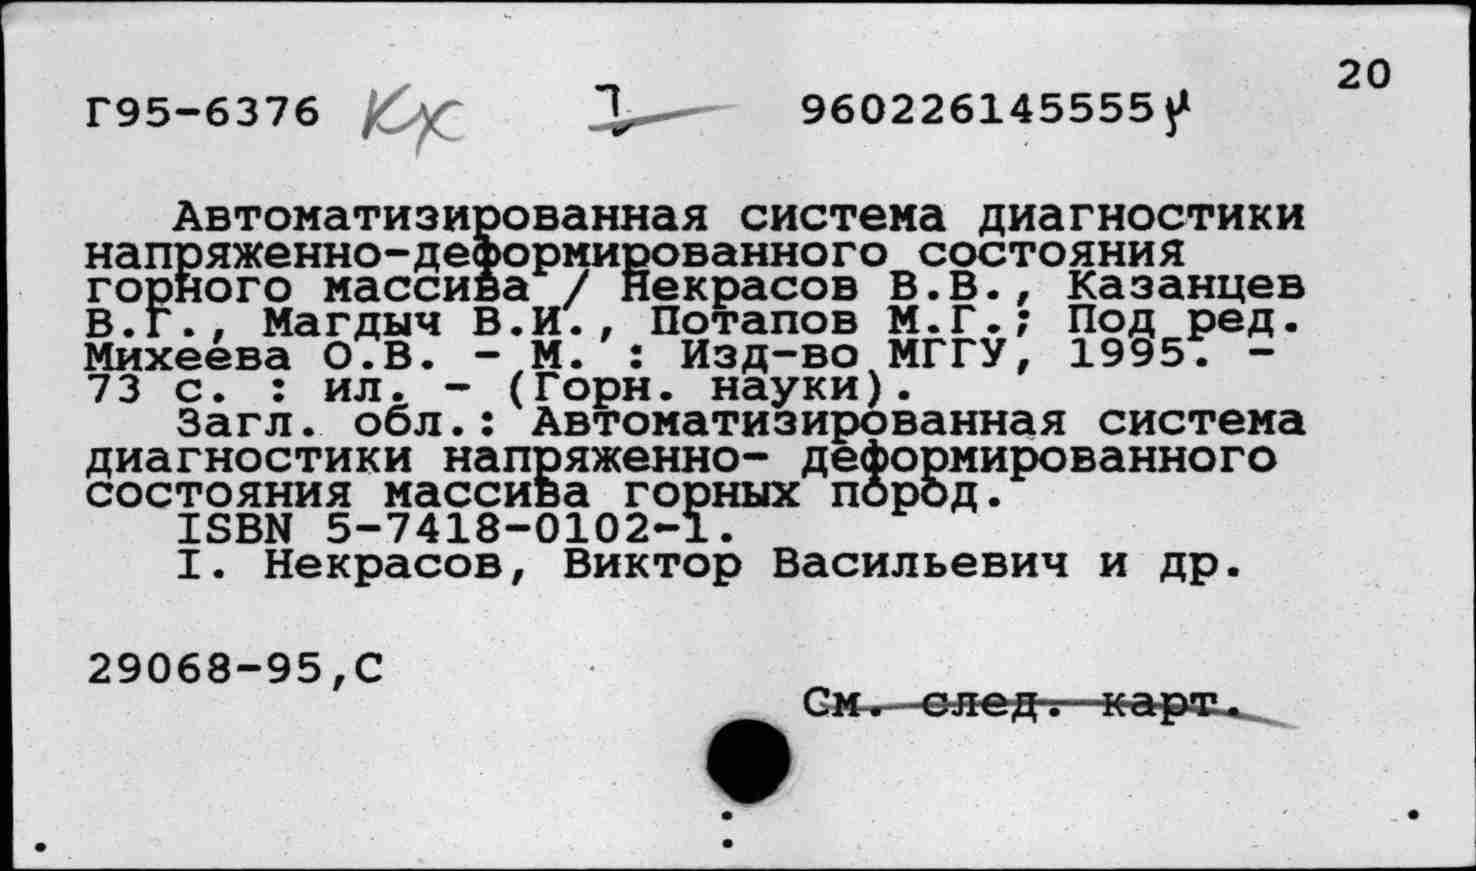 20
Г95-6376 Кх 1 960226145555
Автоматизированная система диагностики
напряженно-деформированного состояния
горного массива / Некрасов В.В., Казанцев
В.Г., Магдыч В.И., Потапов М.Г.; Под ред.
Михеева О.В. - М. : Изд-во МГГУ, 1995. -
73 с. : ил. - (Горн. науки).
Загл. обл.: Автоматизированная система
диагностики напряженно- деформированного
состояния массива горных пород.
ISBN 5-7418-0102-1.
I. Некрасов, Виктор Васильевич и др.
29068-95,С
См. след. карт.